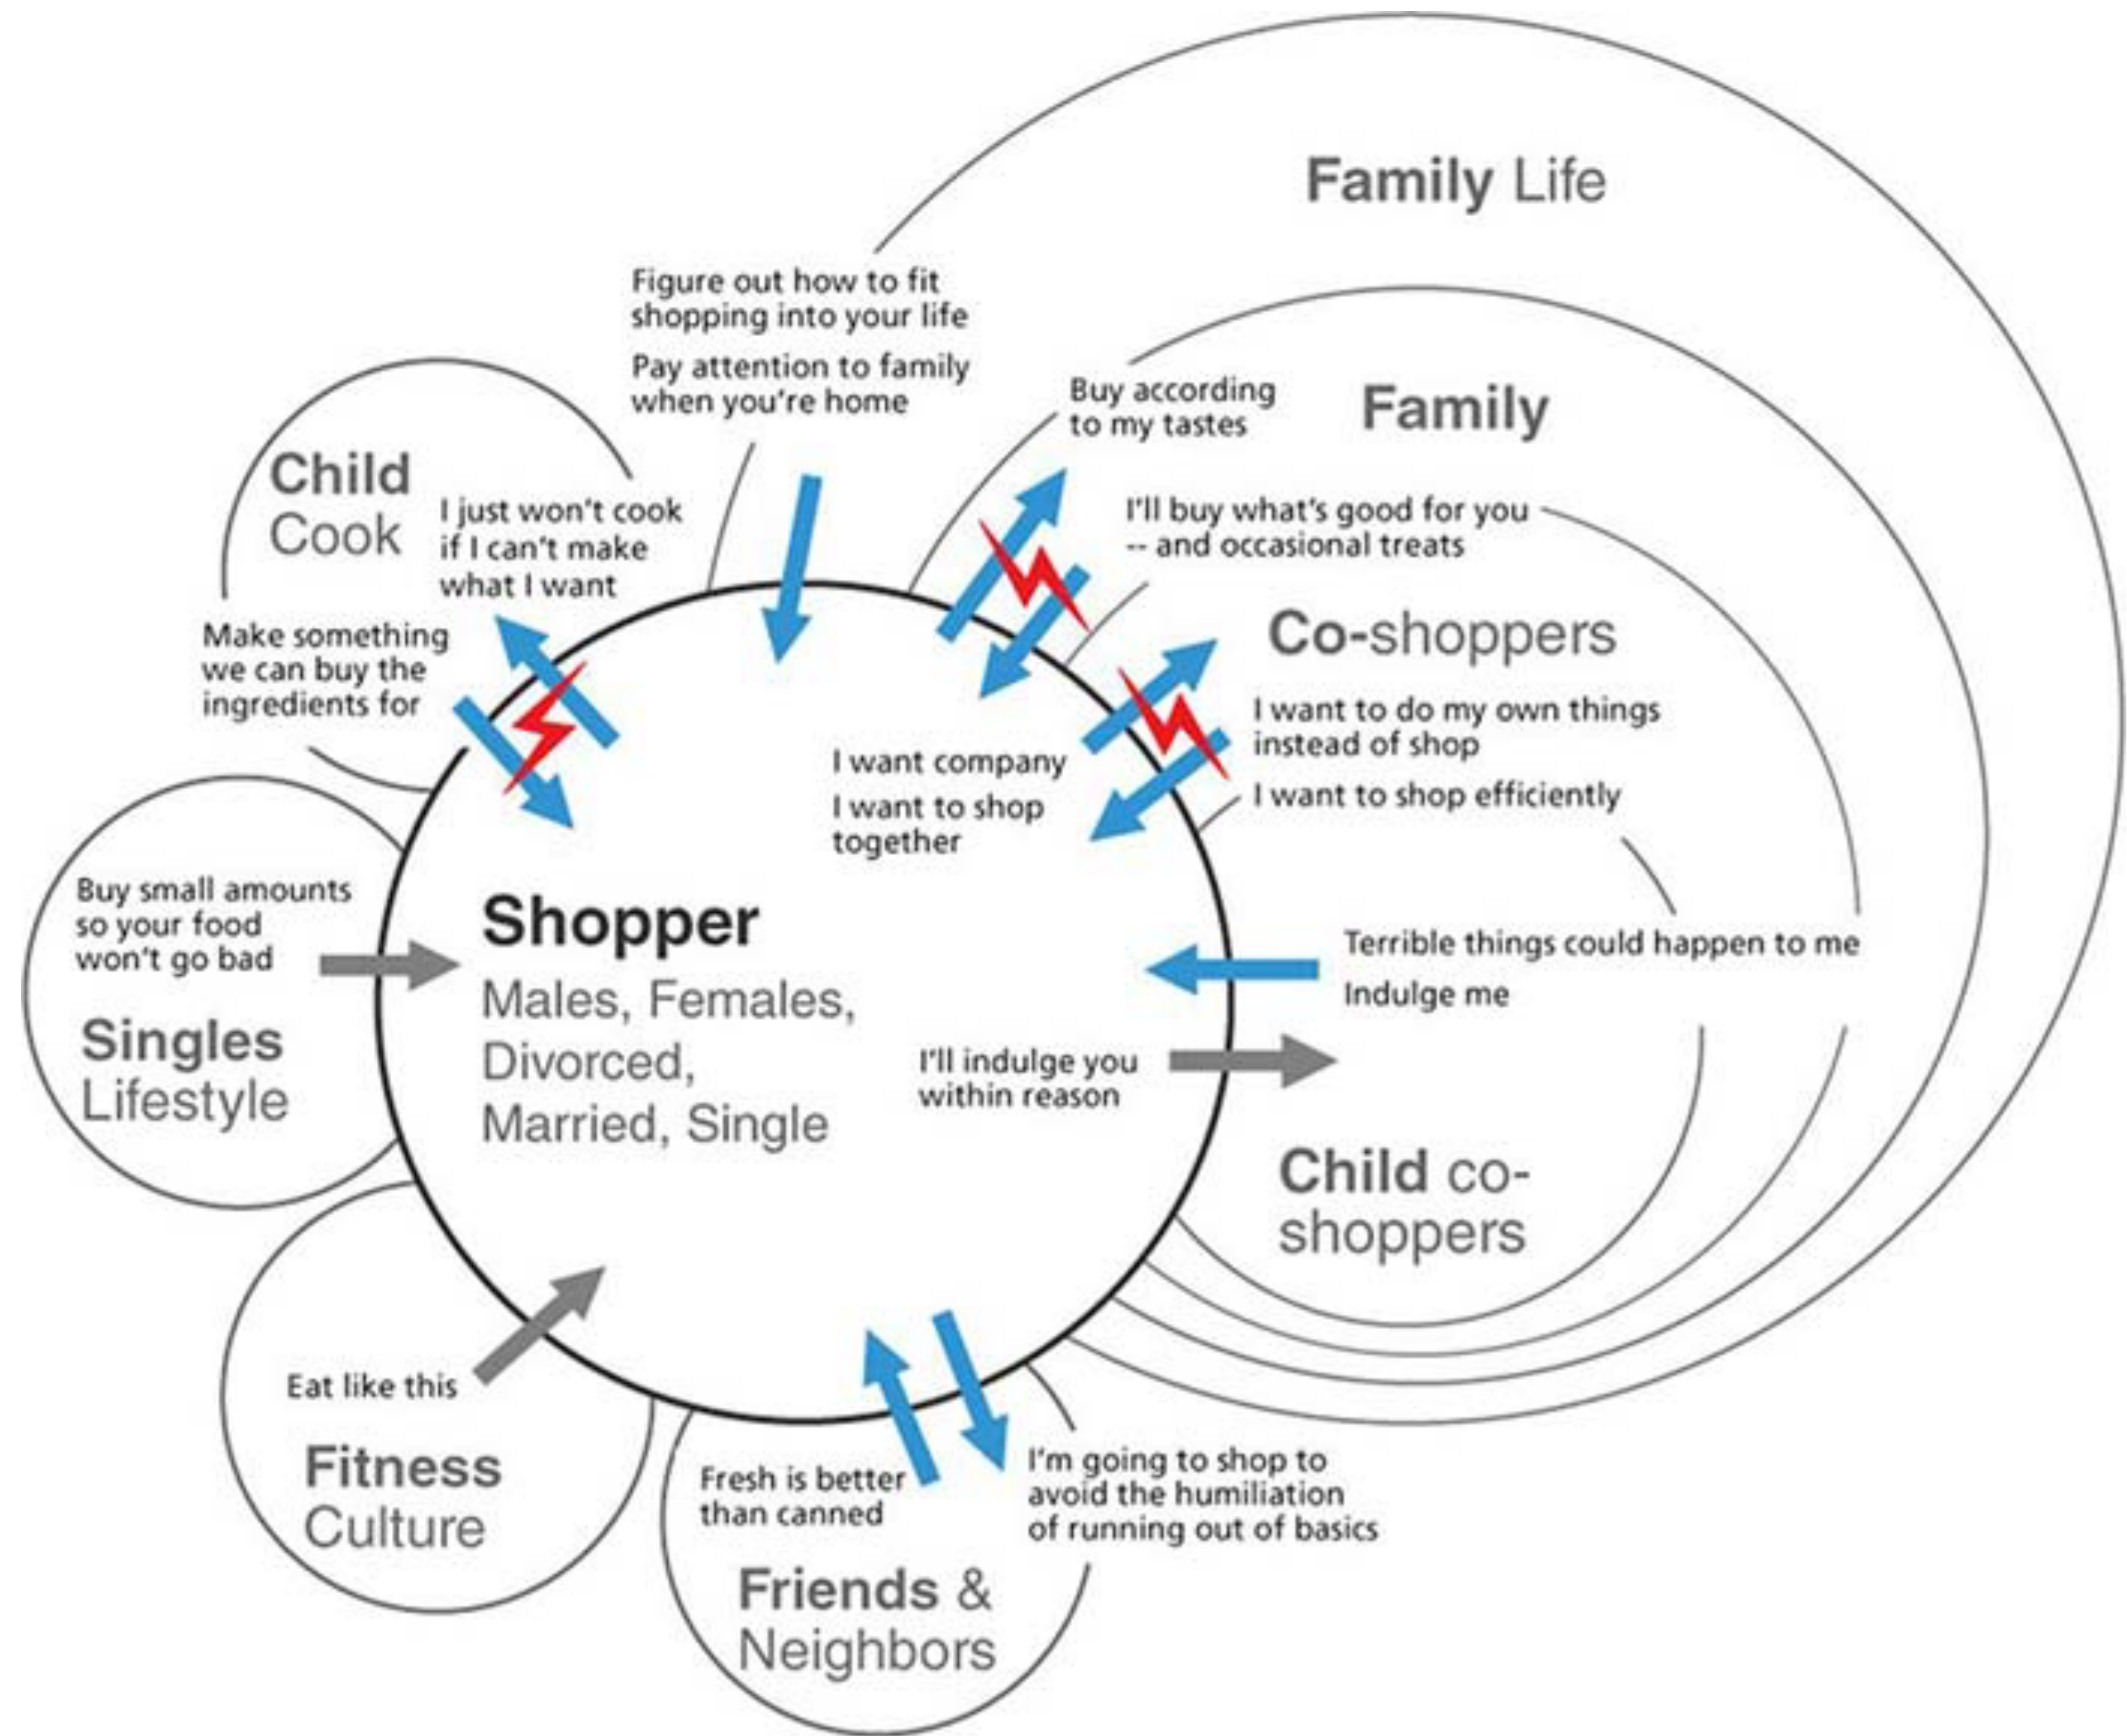 Family Life
Figure out how to fit
shopping into your life
Pay attention to family
when you're home
Buy according
to my tastes
Family
Child
Cook
I just won't cook
if I can't make
what I want
I'll buy what's good for you
-- and occasional treats
Make something
we can buy the
ingredients for
Co-shoppers
I want to do my own things
instead of shop
I want to shop efficiently
I want company
I want to shop
together
Buy small amounts
so your food
won't go bad
Singles
Lifestyle
Shopper
Males, Females,
Divorced,
Married, Single
Terrible things could happen to me
Indulge me
I'll indulge you
within reason
Child co-
shoppers
Eat like this
Fitness
Culture
Fresh is better
than canned
I'm going to shop to
avoid the humiliation
of running out of basics
Friends &
Neighbors